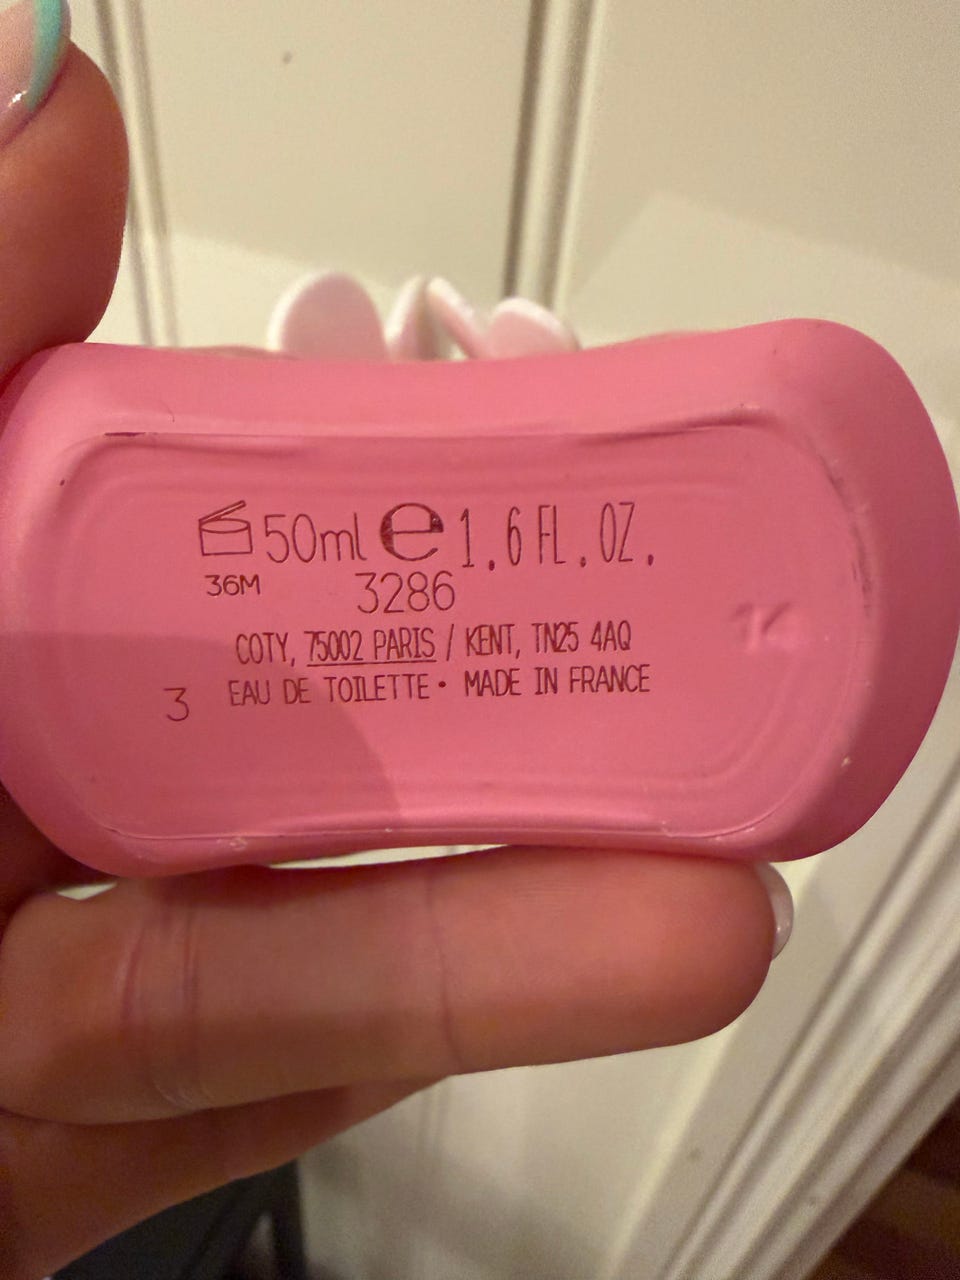 50ml e 1.6 FL. OZ.
36M 3286
COTY, 75002 PARIS / KENT, TN25 4AQ
3 EAU DE TOILETTE • MADE IN FRANCE